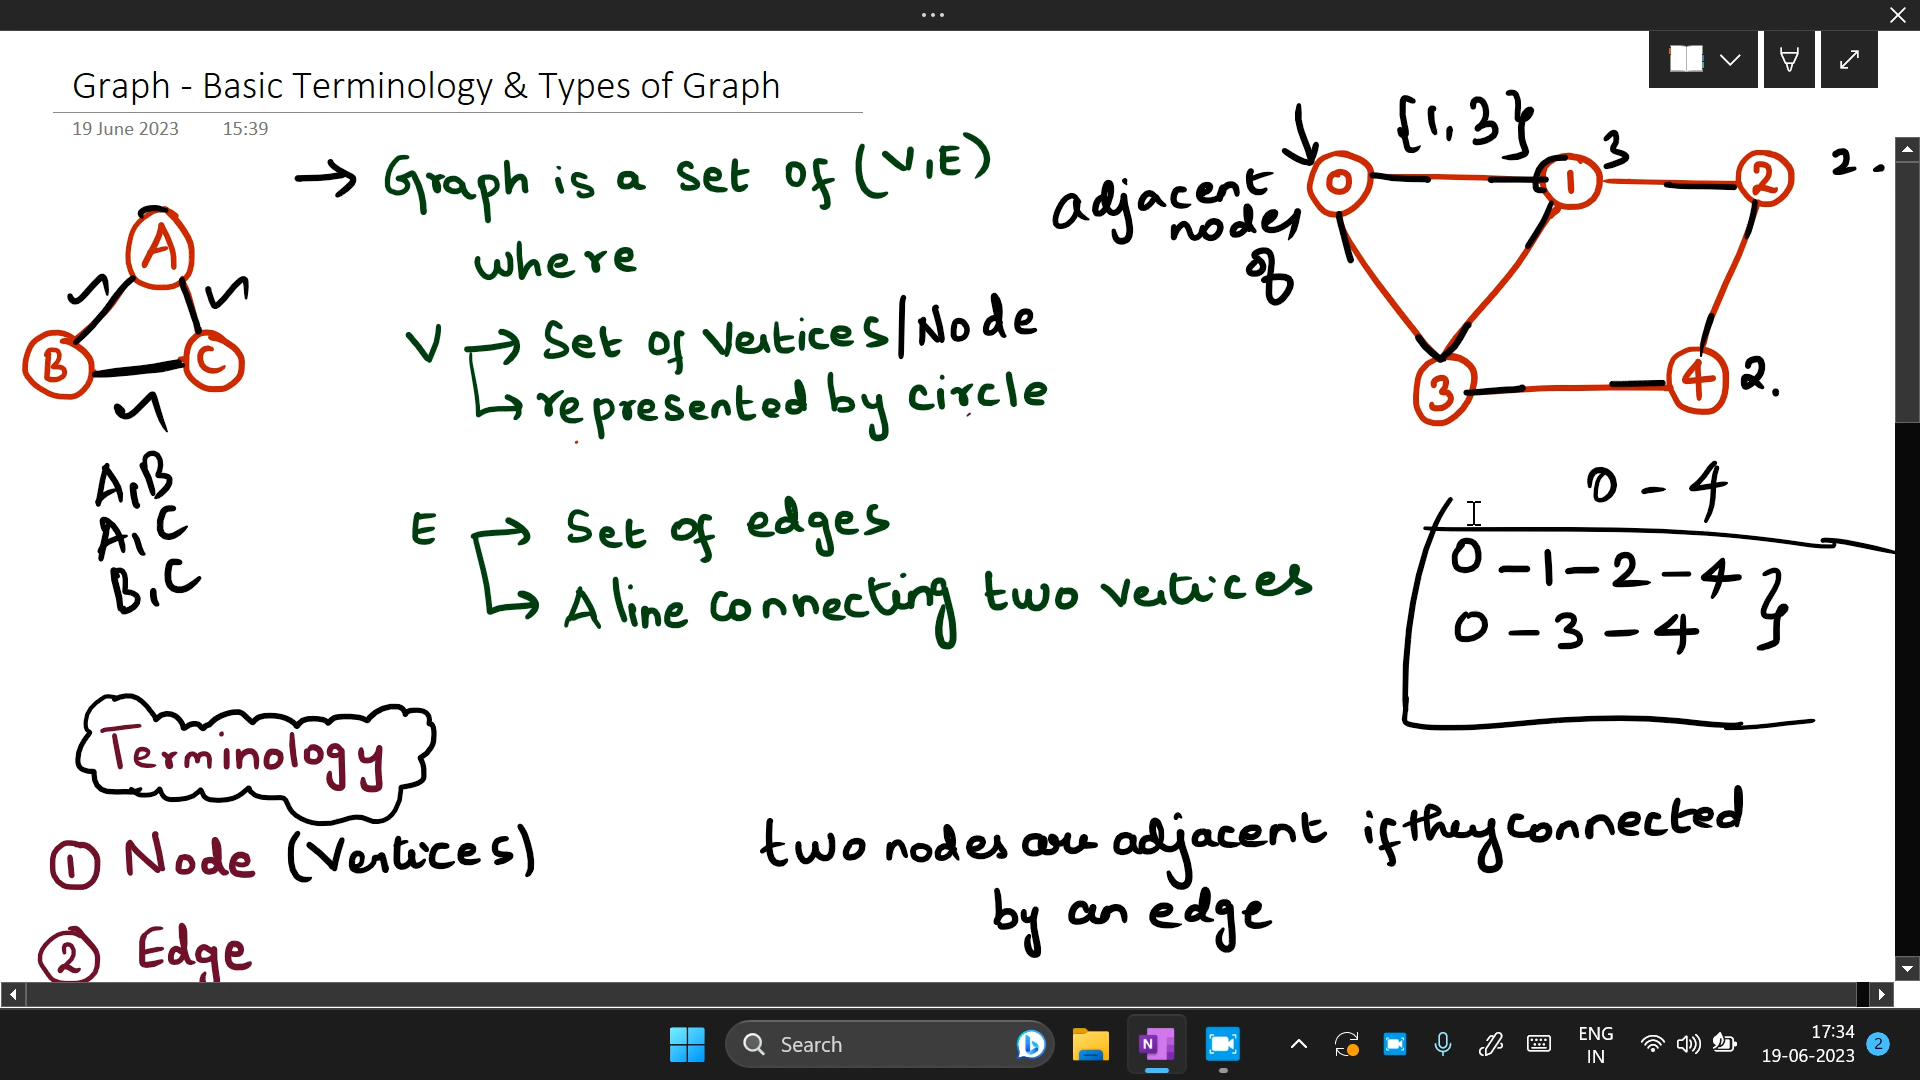 Graph - Basic Terminology & Types of Graph
19 June 2023 15:39
→ Graph is a set of (V,E)
where
V → Set of Vertices/Node
→ represented by circle
E → Set of edges
→ A line connecting two vertices
A
B
C
A,B
A,C
B,C
adjacent
nodes
of
{1,3}
0
1
3
2
2.
3
4
2.
0 - 4
0 - 1 - 2 - 4 }
0 - 3 - 4
Terminology
① Node (Vertices)
② Edge
two nodes are adjacent if they connected
by an edge
Search
ENG
IN
17:34
19-06-2023
2